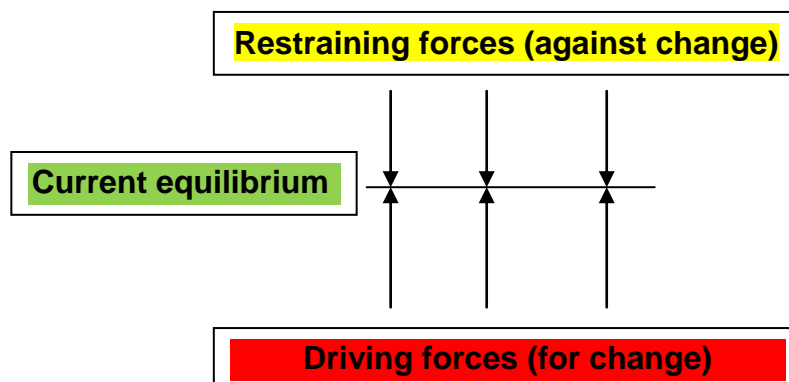 Restraining forces (against change)
Current equilibrium
Driving forces (for change)